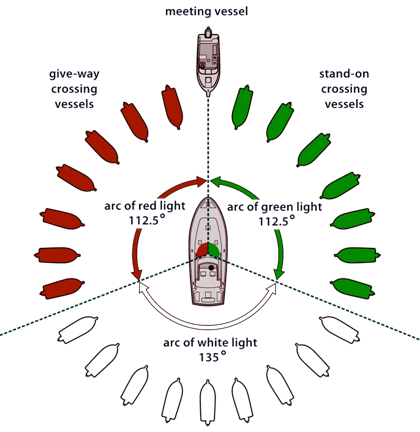 meeting vessel
give-way
crossing
vessels
stand-on
crossing
vessels
arc of red light
112.5°
arc of green light
112.5°
arc of white light
135°